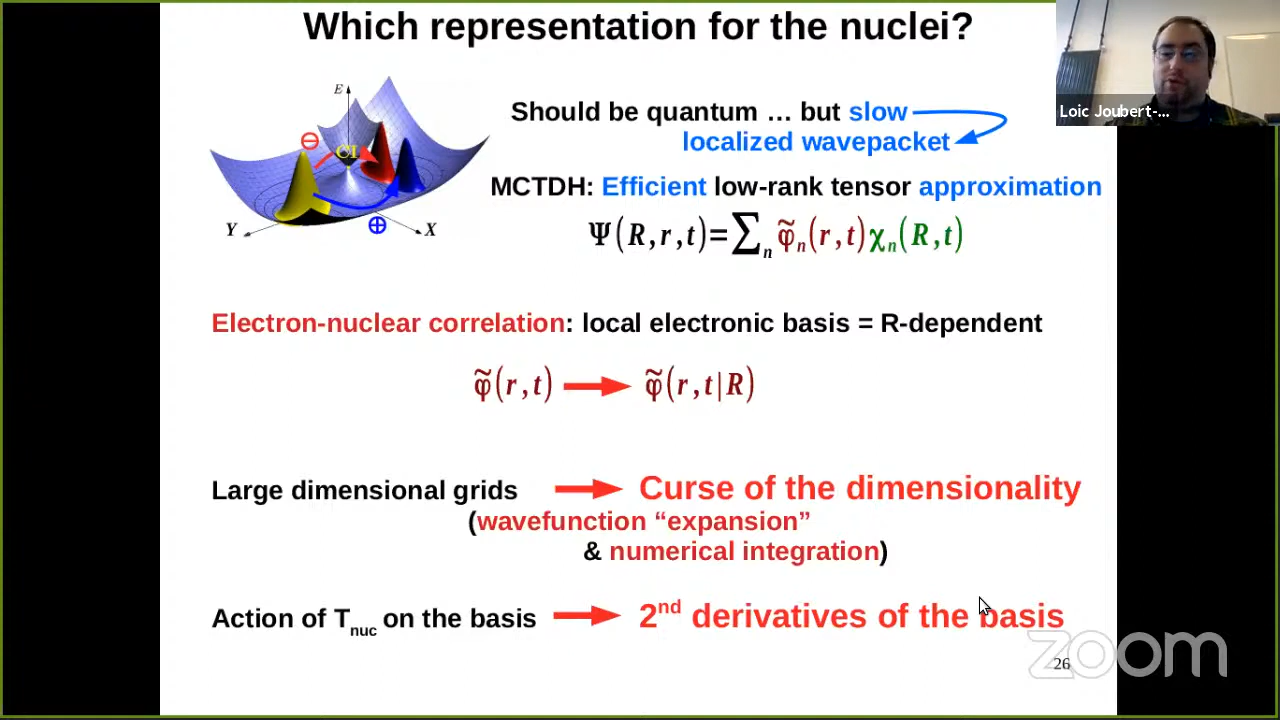 Which representation for the nuclei?
E
⊖
CI
Y
X
⊕
Should be quantum … but slow
localized wavepacket
MCTDH: Efficient low-rank tensor approximation
Ψ(R,r,t)=∑ₙ φ̃ₙ(r,t)χₙ(R,t)
Electron-nuclear correlation: local electronic basis = R-dependent
φ̃(r,t) → φ̃(r,t|R)
Large dimensional grids → Curse of the dimensionality
(wavefunction “expansion”
& numerical integration)
Action of Tnuc on the basis → 2nd derivatives of the basis
26
zoom
Loic Joubert-...